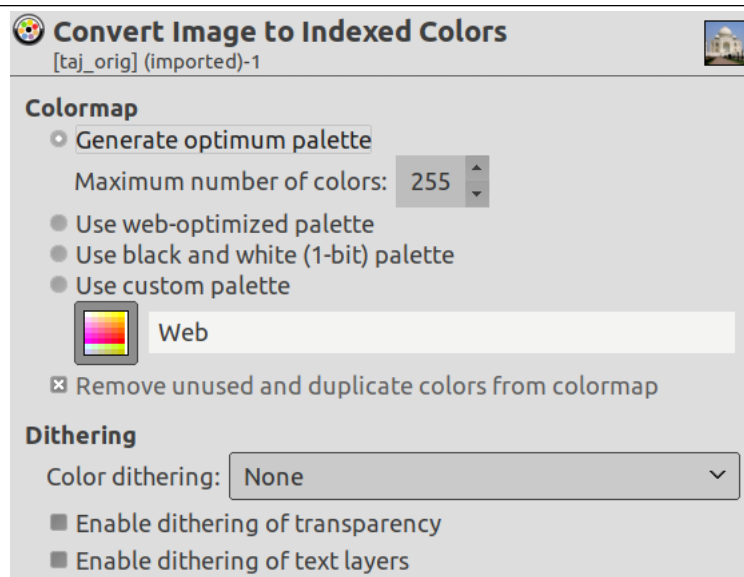 Convert Image to Indexed Colors
[taj_orig] (imported)-1
Colormap
Generate optimum palette
Maximum number of colors: 255
Use web-optimized palette
Use black and white (1-bit) palette
Use custom palette
Web
Remove unused and duplicate colors from colormap
Dithering
Color dithering: None
Enable dithering of transparency
Enable dithering of text layers